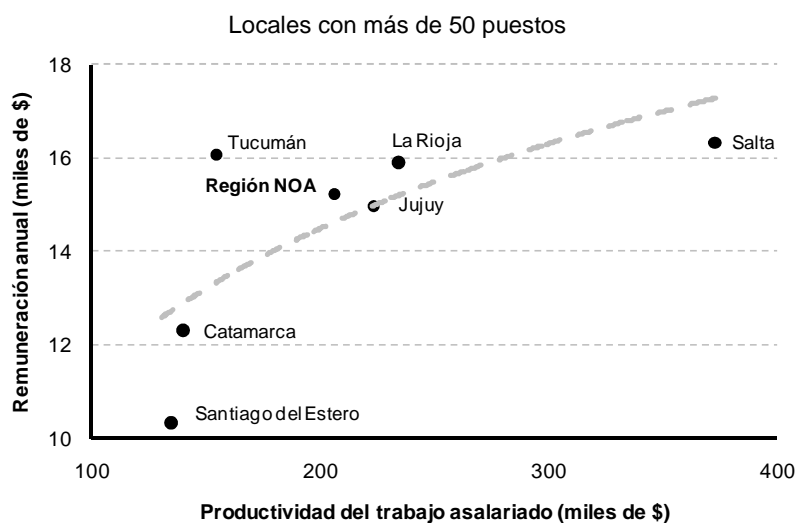 Locales con más de 50 puestos
Remuneración anual (miles de $)
18
16
14
12
10
Tucumán
La Rioja
Salta
Región NOA
Jujuy
Catamarca
Santiago del Estero
100
200
300
400
Productividad del trabajo asalariado (miles de $)